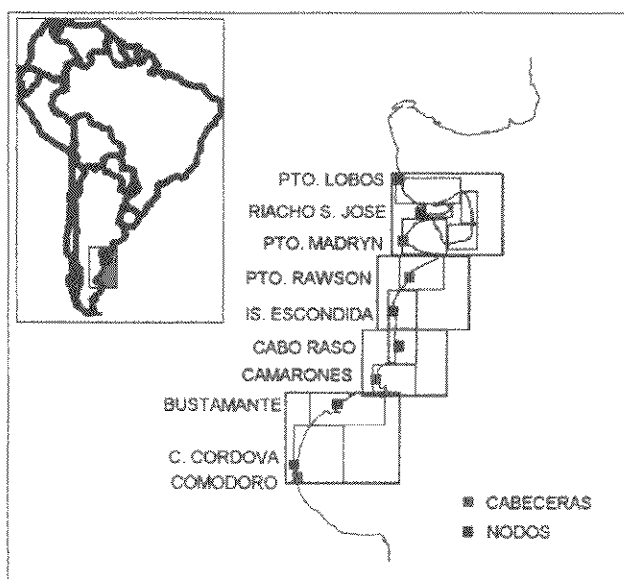 PTO. LOBOS
RIACHO S. JOSE
PTO. MADRYN
PTO. RAWSON
IS. ESCONDIDA
CABO RASO
CAMARONES
BUSTAMANTE
C. CORDOVA
COMODORO
CABECERAS
NODOS